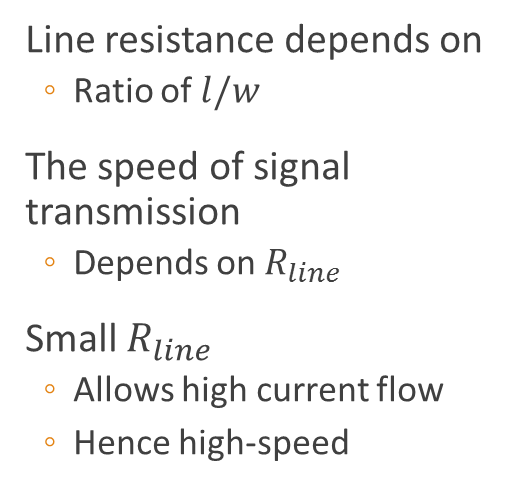 Line resistance depends on
◦ Ratio of l/w
The speed of signal
transmission
◦ Depends on R_line
Small R_line
◦ Allows high current flow
◦ Hence high-speed